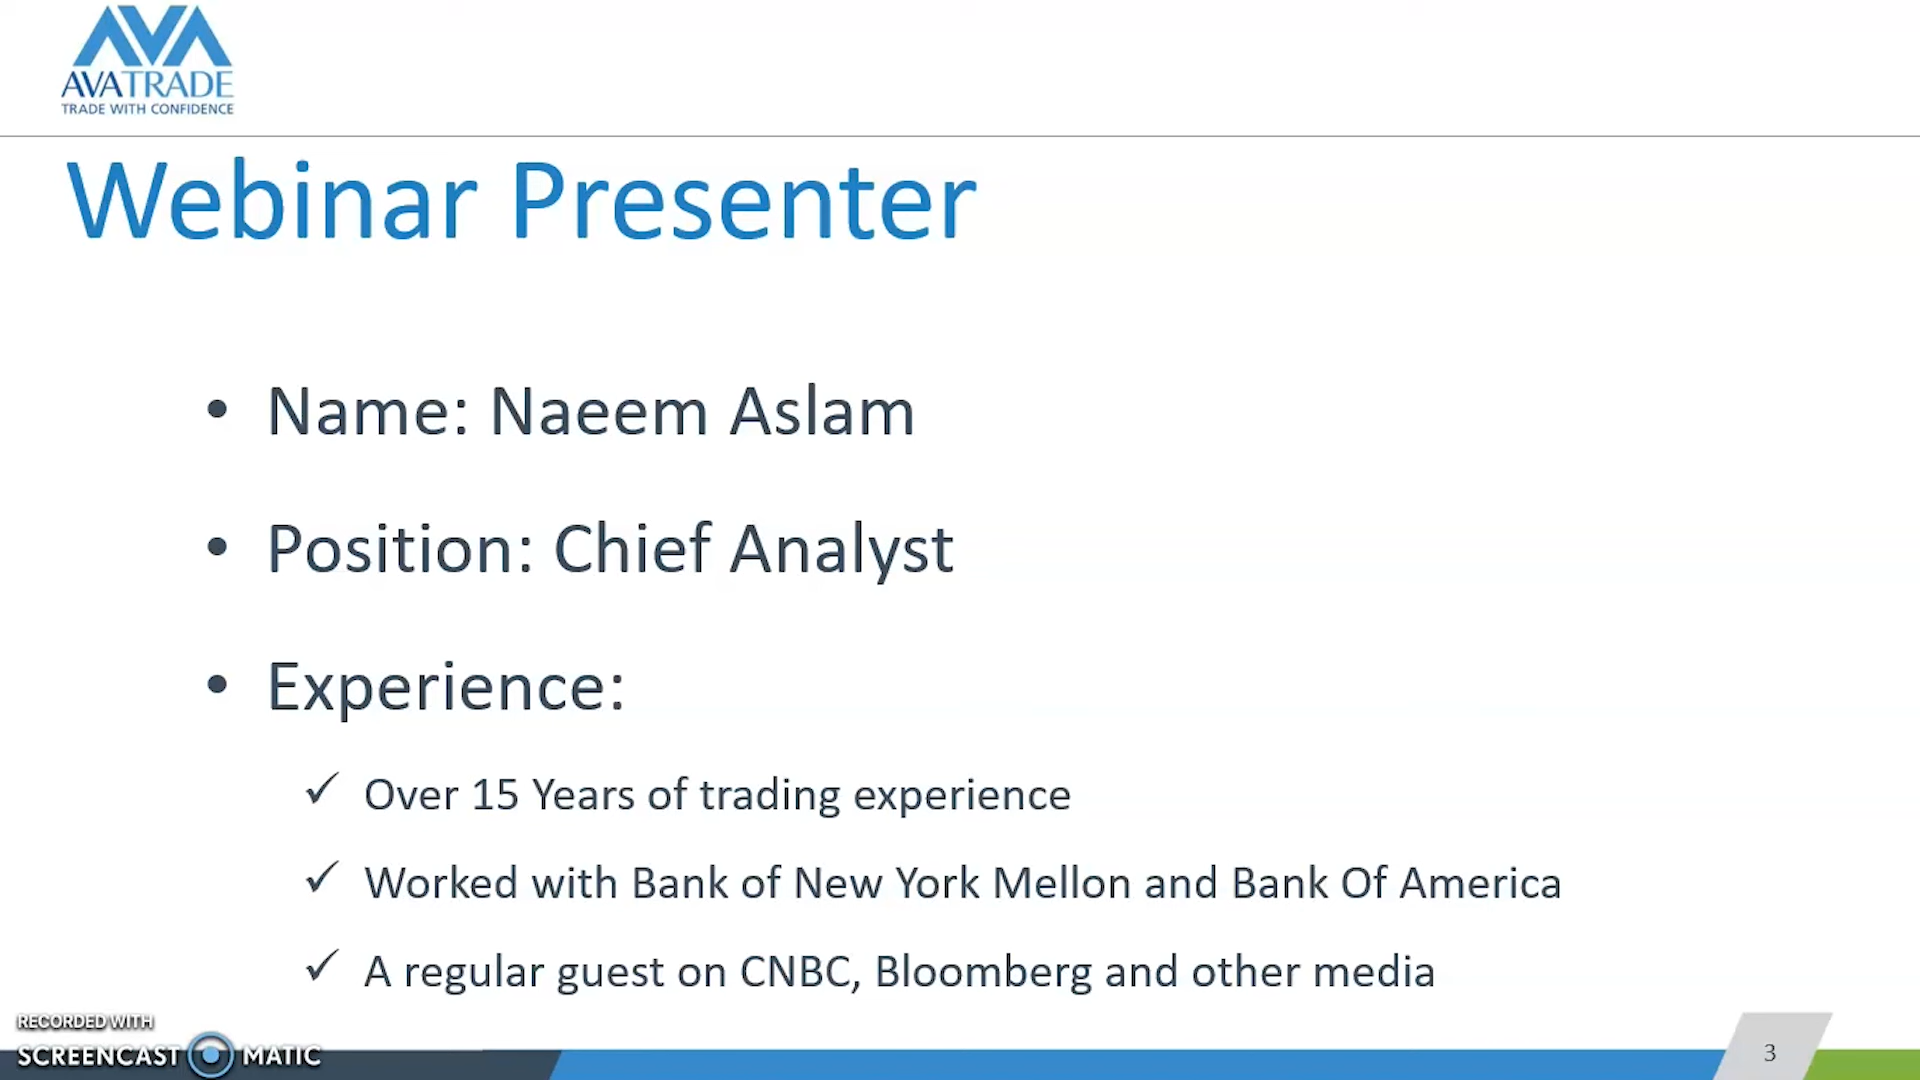 AVATRADE
TRADE WITH CONFIDENCE
Webinar Presenter
• Name: Naeem Aslam
• Position: Chief Analyst
• Experience:
✓ Over 15 Years of trading experience
✓ Worked with Bank of New York Mellon and Bank Of America
✓ A regular guest on CNBC, Bloomberg and other media
RECORDED WITH
SCREENCAST MATIC
3